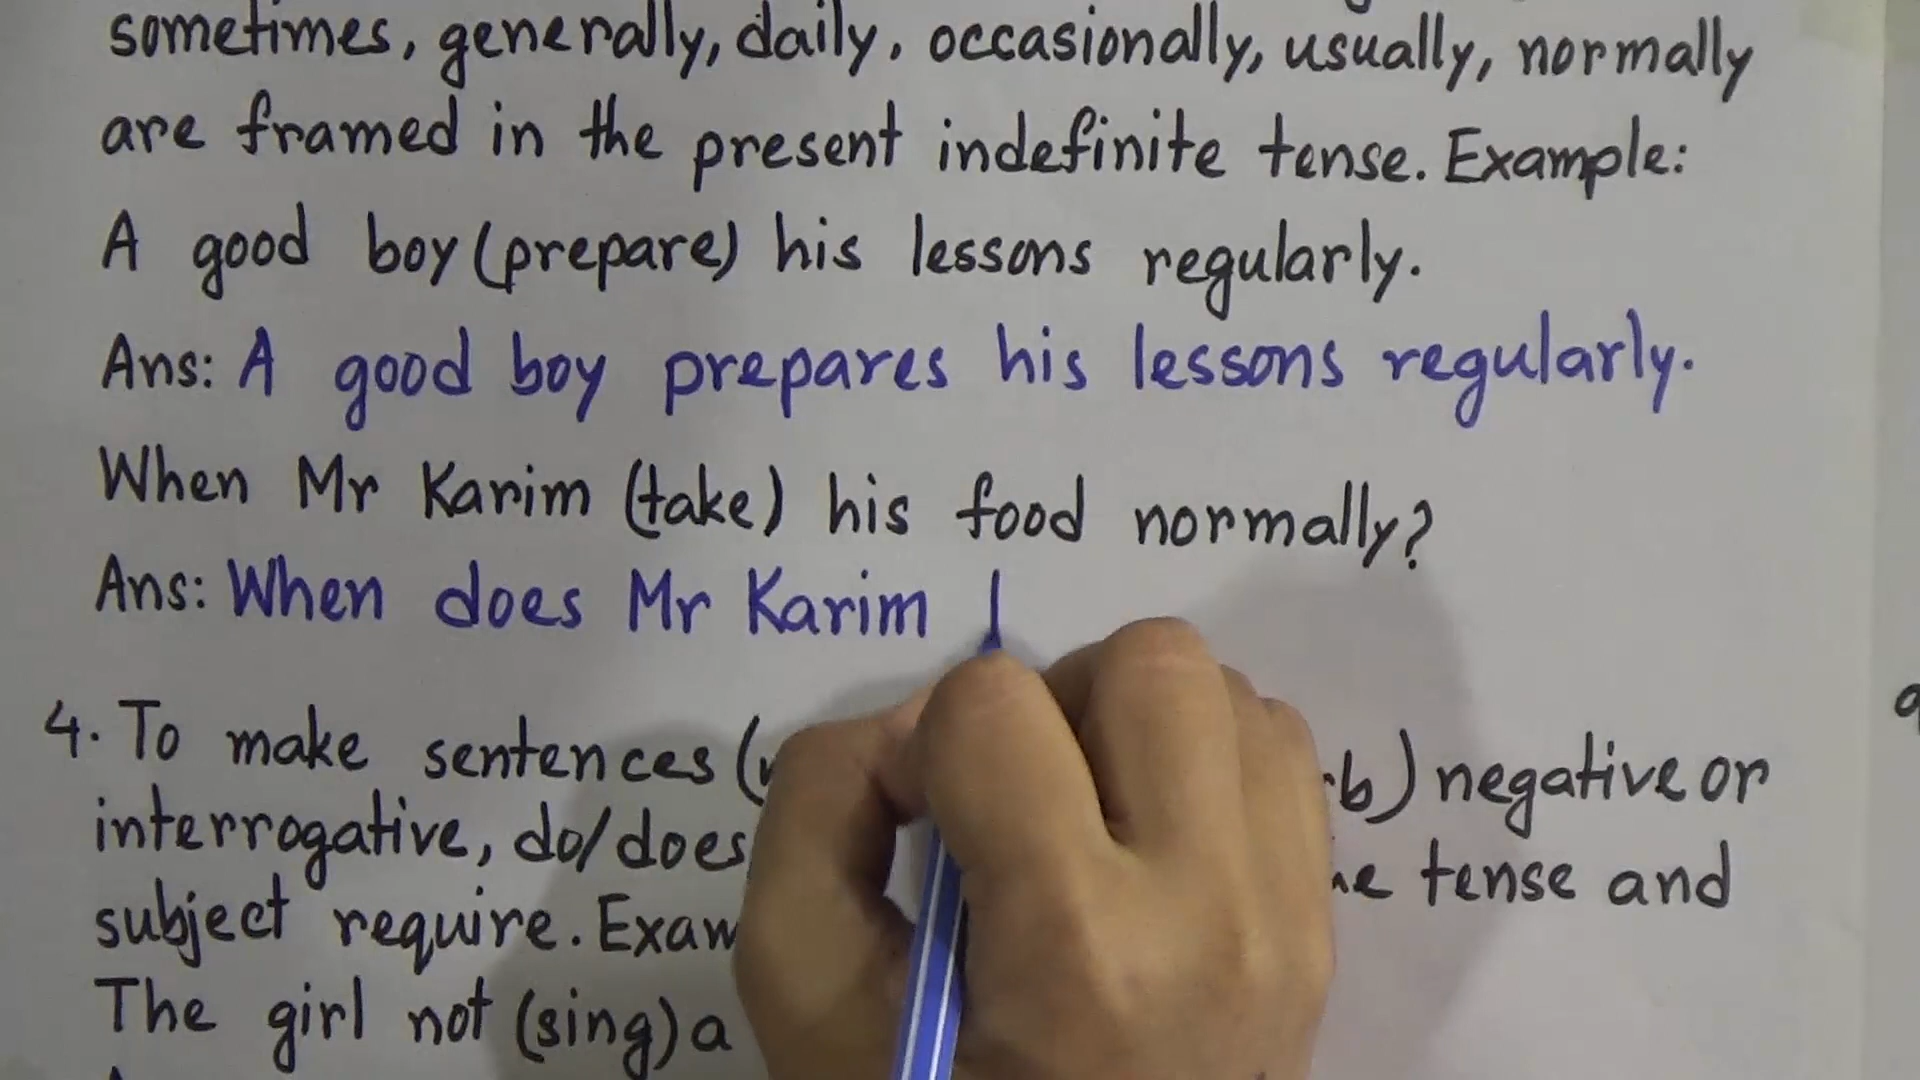 sometimes, generally, daily, occasionally, usually, normally
are framed in the present indefinite tense. Example:
A good boy (prepare) his lessons regularly.
Ans: A good boy prepares his lessons regularly.
When Mr Karim (take) his food normally?
Ans: When does Mr Karim
4. To make sentences negative or
interrogative, do/does tense and
subject require.
The girl not (sing) a